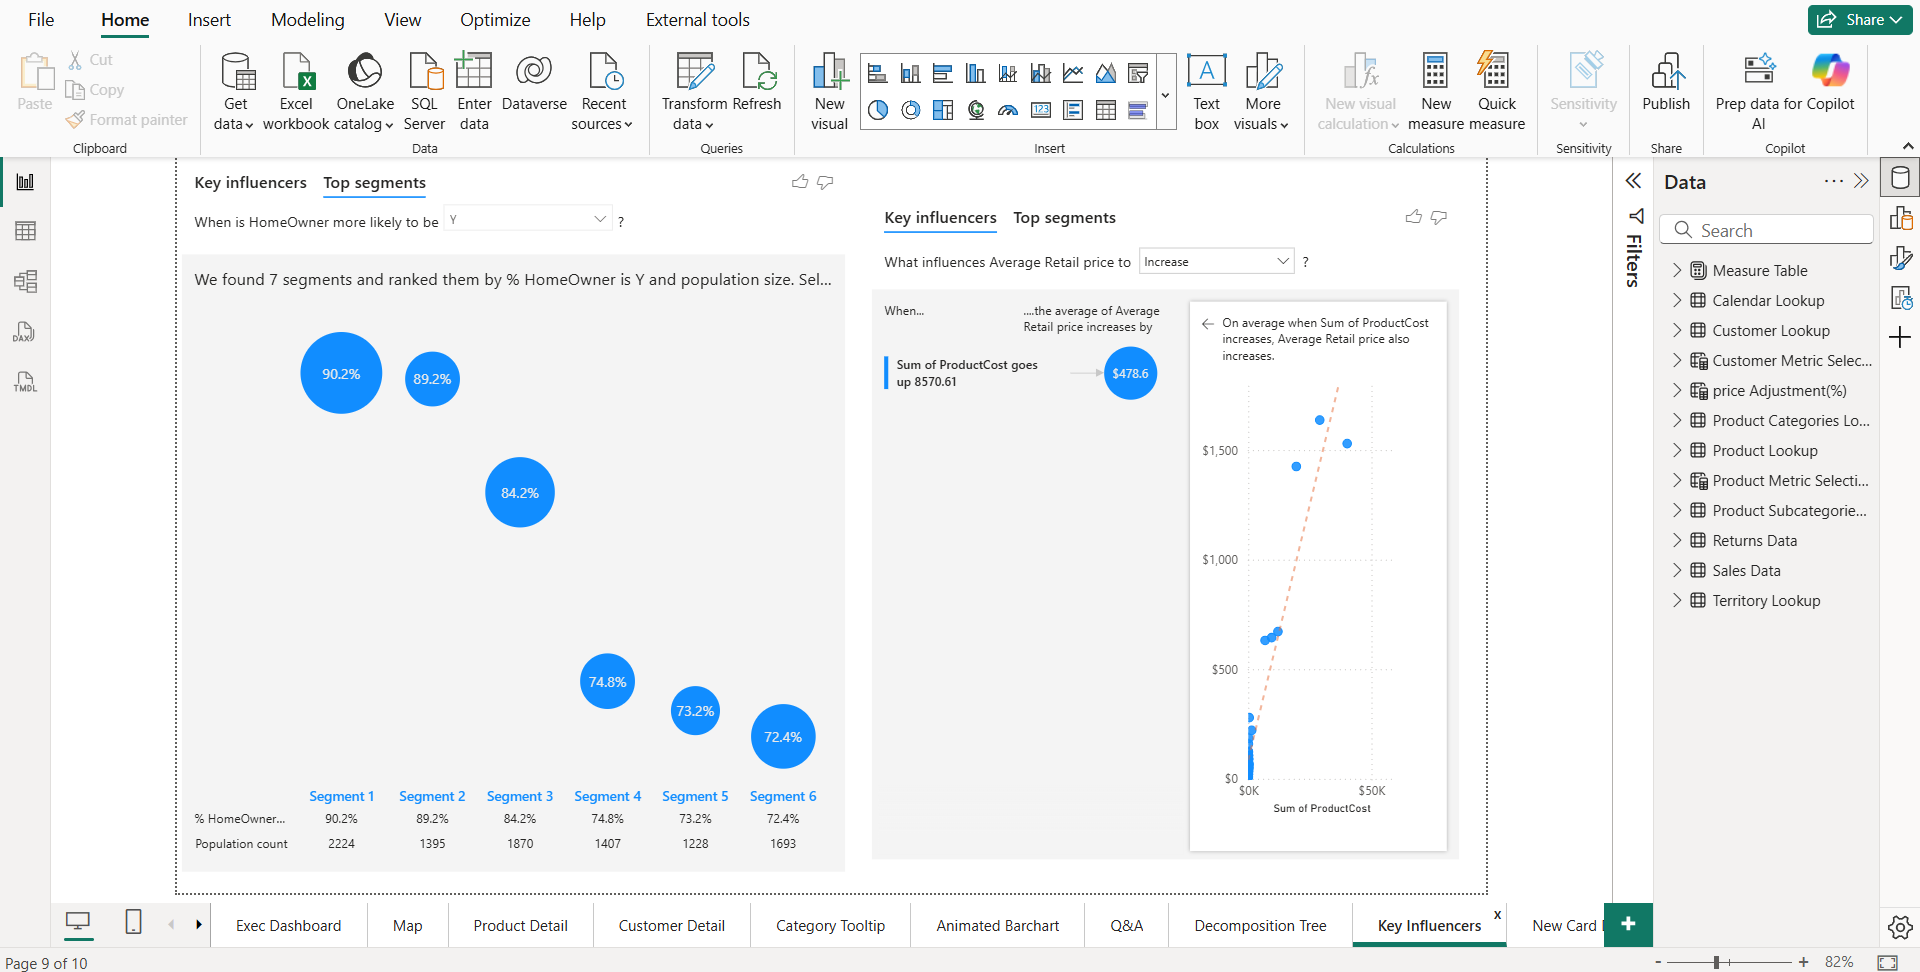 File Home Insert Modeling View Optimize Help External tools Share
Paste
Cut
Copy
Format painter
Clipboard
Get data
Excel workbook
OneLake catalog
SQL Server
Enter data
Dataverse
Recent sources
Data
Transform data
Refresh
Queries
New visual
Text box
More visuals
Insert
New visual calculation
New measure
Quick measure
Calculations
Sensitivity
Sensitivity
Publish
Share
Prep data for AI
Copilot
Copilot
DAX
TMDL
Key influencers Top segments
When is HomeOwner more likely to be Y ?
We found 7 segments and ranked them by % HomeOwner is Y and population size. Sel...
90.2%
89.2%
84.2%
74.8%
73.2%
72.4%
Segment 1 Segment 2 Segment 3 Segment 4 Segment 5 Segment 6
% HomeOwner... 90.2% 89.2% 84.2% 74.8% 73.2% 72.4%
Population count 2224 1395 1870 1407 1228 1693
Key influencers Top segments
What influences Average Retail price to Increase ?
When...
....the average of Average
Retail price increases by
Sum of ProductCost goes
up 8570.61
$478.6
On average when Sum of ProductCost
increases, Average Retail price also
increases.
$1,500
$1,000
$500
$0
$0K $50K
Sum of ProductCost
Filters
Data
Search
Measure Table
Calendar Lookup
Customer Lookup
Customer Metric Selec...
price Adjustment(%)
Product Categories Lo...
Product Lookup
Product Metric Selecti...
Product Subcategorie...
Returns Data
Sales Data
Territory Lookup
Exec Dashboard Map Product Detail Customer Detail Category Tooltip Animated Barchart Q&A Decomposition Tree Key Influencers x New Card +
Page 9 of 10
- + 82%